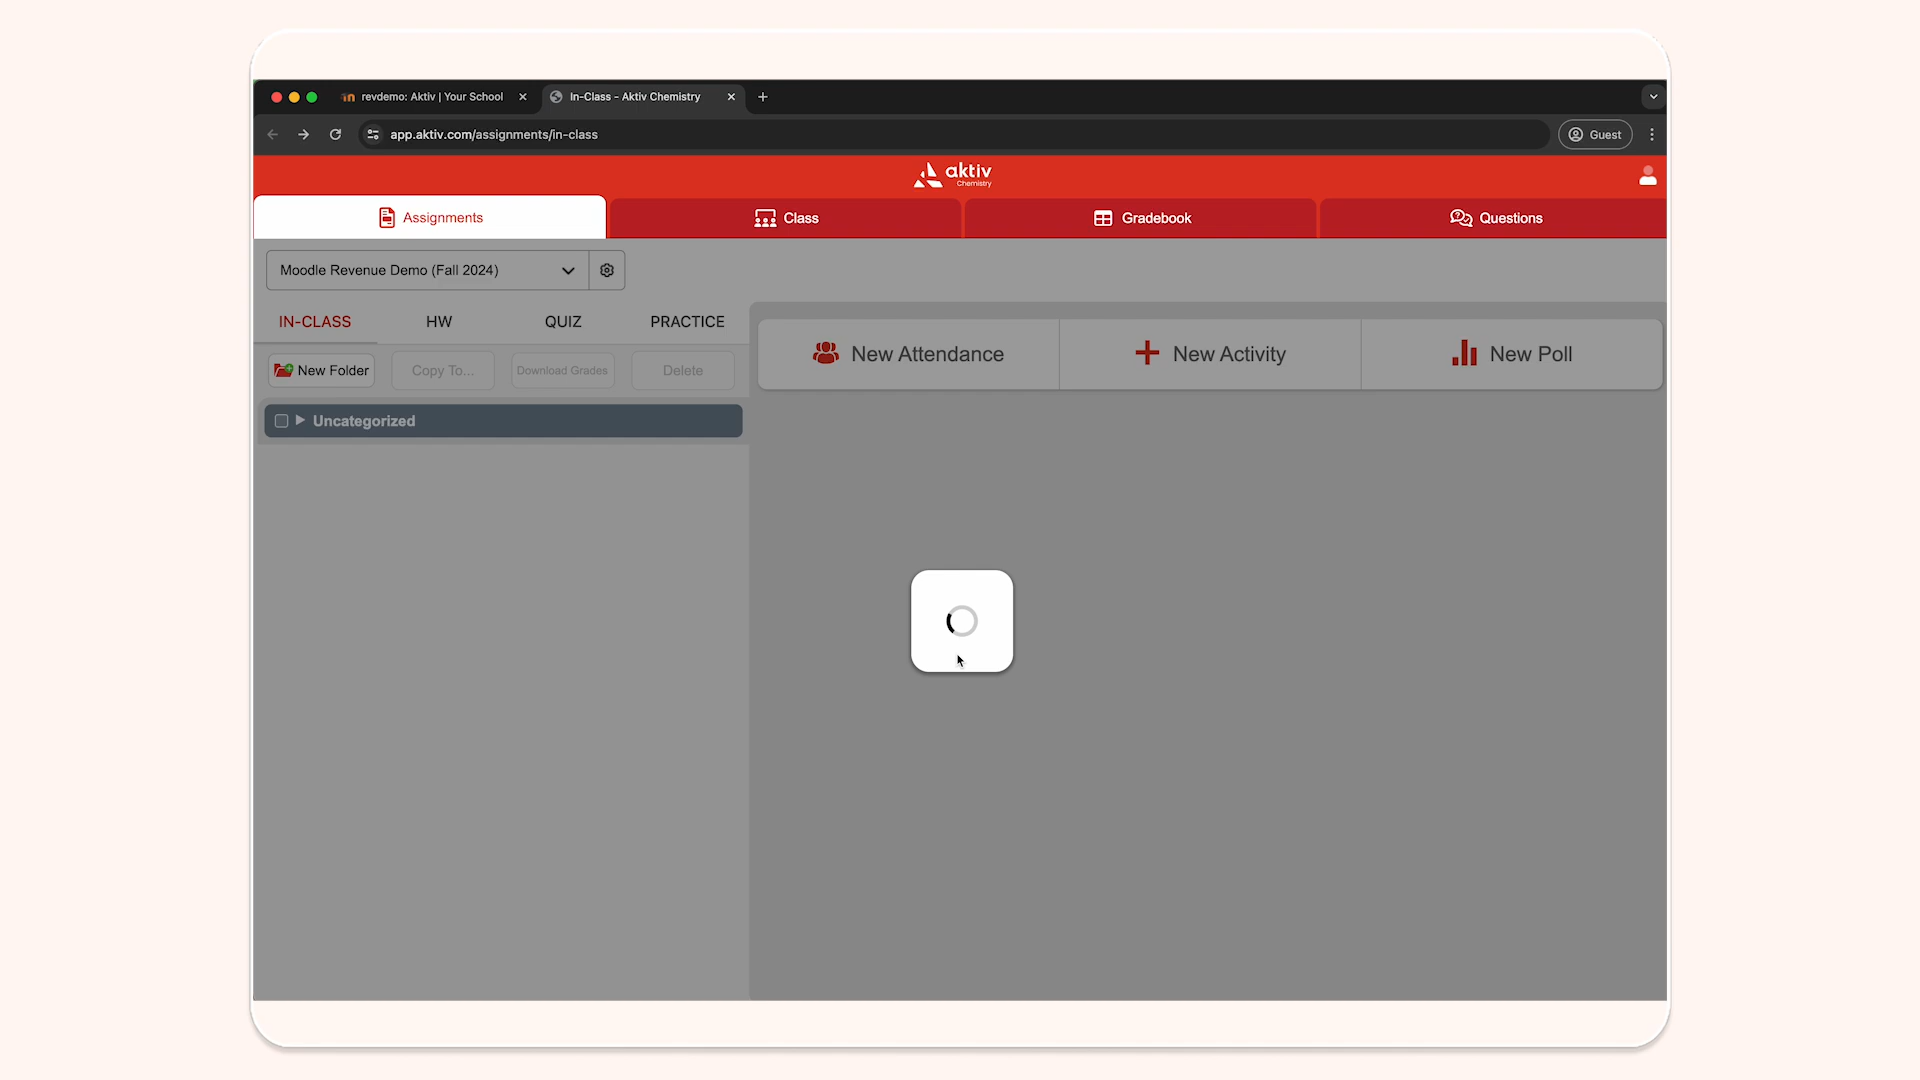 revdemo: Aktiv | Your School
In-Class - Aktiv Chemistry
app.aktiv.com/assignments/in-class
Guest
aktiv
Chemistry
Assignments
Class
Gradebook
Questions
Moodle Revenue Demo (Fall 2024)
IN-CLASS
HW
QUIZ
PRACTICE
New Folder
Copy To...
Download Grades
Delete
New Attendance
New Activity
New Poll
Uncategorized